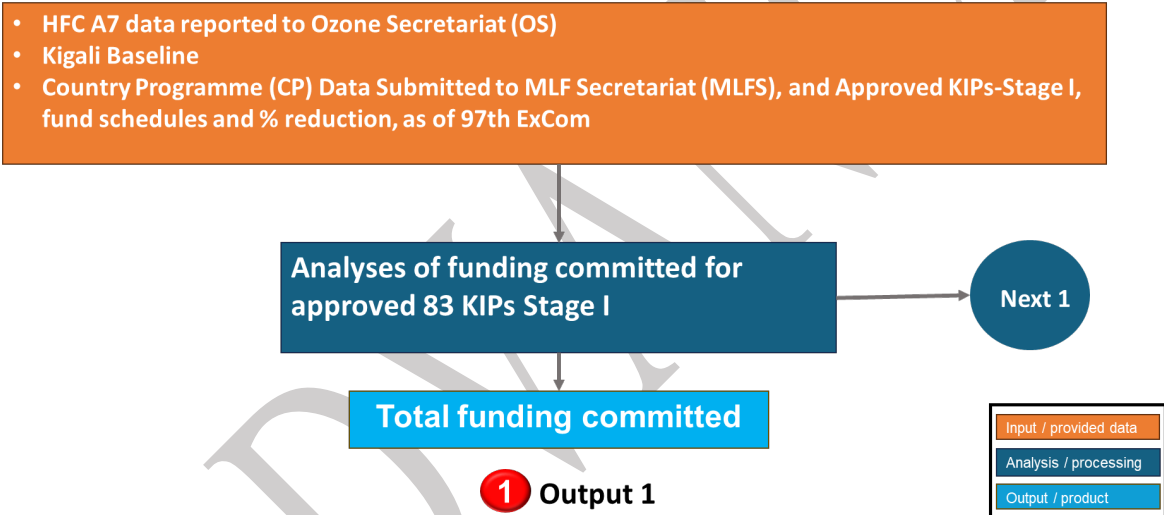 • HFC A7 data reported to Ozone Secretariat (OS)
• Kigali Baseline
• Country Programme (CP) Data Submitted to MLF Secretariat (MLFS), and Approved KIPs-Stage I,
fund schedules and % reduction, as of 97th ExCom
Analyses of funding committed for
approved 83 KIPs Stage I
Next 1
Total funding committed
1 Output 1
Input / provided data
Analysis / processing
Output / product